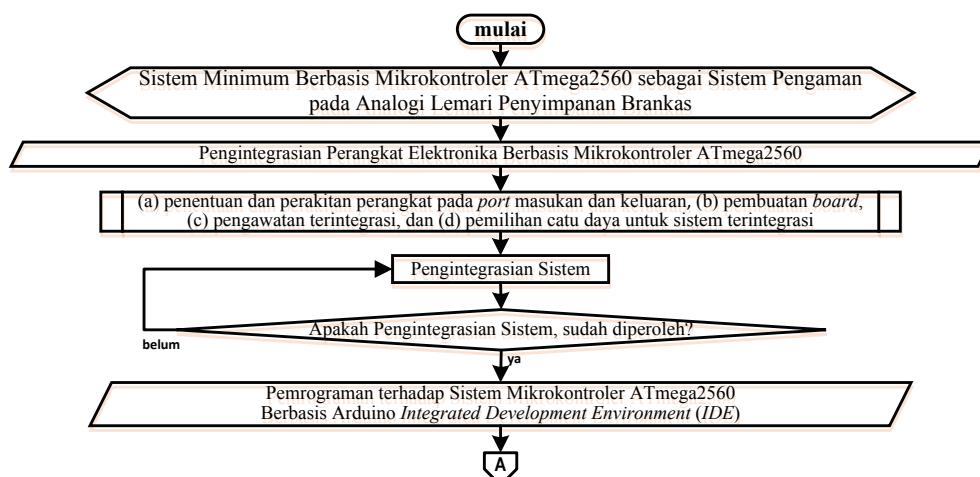 mulai
Sistem Minimum Berbasis Mikrokontroler ATmega2560 sebagai Sistem Pengaman
pada Analogi Lemari Penyimpanan Brankas
Pengintegrasian Perangkat Elektronika Berbasis Mikrokontroler ATmega2560
(a) penentuan dan perakitan perangkat pada port masukan dan keluaran, (b) pembuatan board,
(c) pengawatan terintegrasi, dan (d) pemilihan catu daya untuk sistem terintegrasi
Pengintegrasian Sistem
Apakah Pengintegrasian Sistem, sudah diperoleh?
belum
ya
Pemrograman terhadap Sistem Mikrokontroler ATmega2560
Berbasis Arduino Integrated Development Environment (IDE)
A